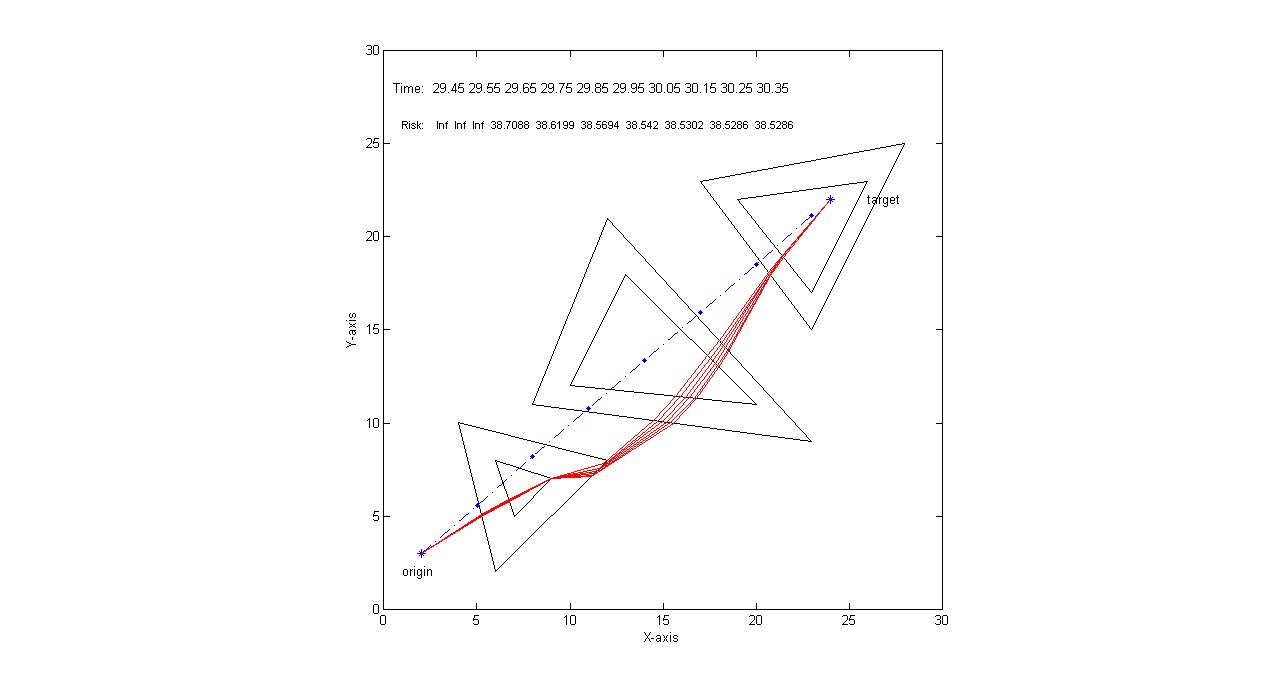 30
Time: 29.45 29.55 29.65 29.75 29.85 29.95 30.05 30.15 30.25 30.35
Risk: Inf Inf Inf 38.7088 38.6199 38.5694 38.542 38.5302 38.5286 38.5286
25
target
20
15
Y-axis
10
5
origin
0
0 5 10 15 20 25 30
X-axis